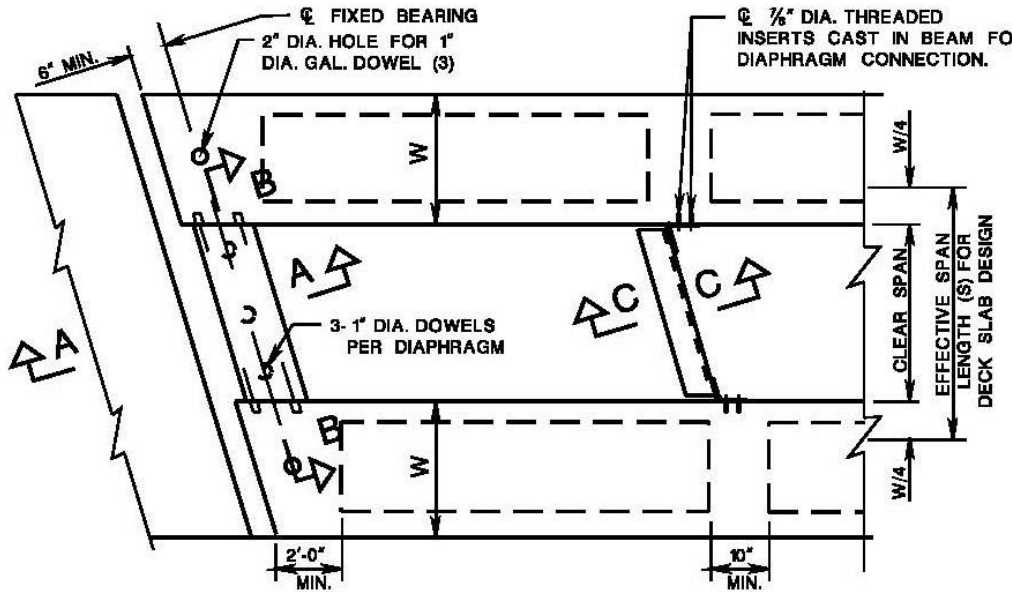 ℄ FIXED BEARING
2" DIA. HOLE FOR 1"
DIA. GAL. DOWEL (3)
℄ ⅞" DIA. THREADED
INSERTS CAST IN BEAM FO
DIAPHRAGM CONNECTION.
6" MIN.
W
W/4
B
A
C
C
A
3-1" DIA. DOWELS
PER DIAPHRAGM
CLEAR SPAN
EFFECTIVE SPAN
LENGTH (S) FOR
DECK SLAB DESIGN
B
W
W/4
2'-0"
MIN.
10"
MIN.